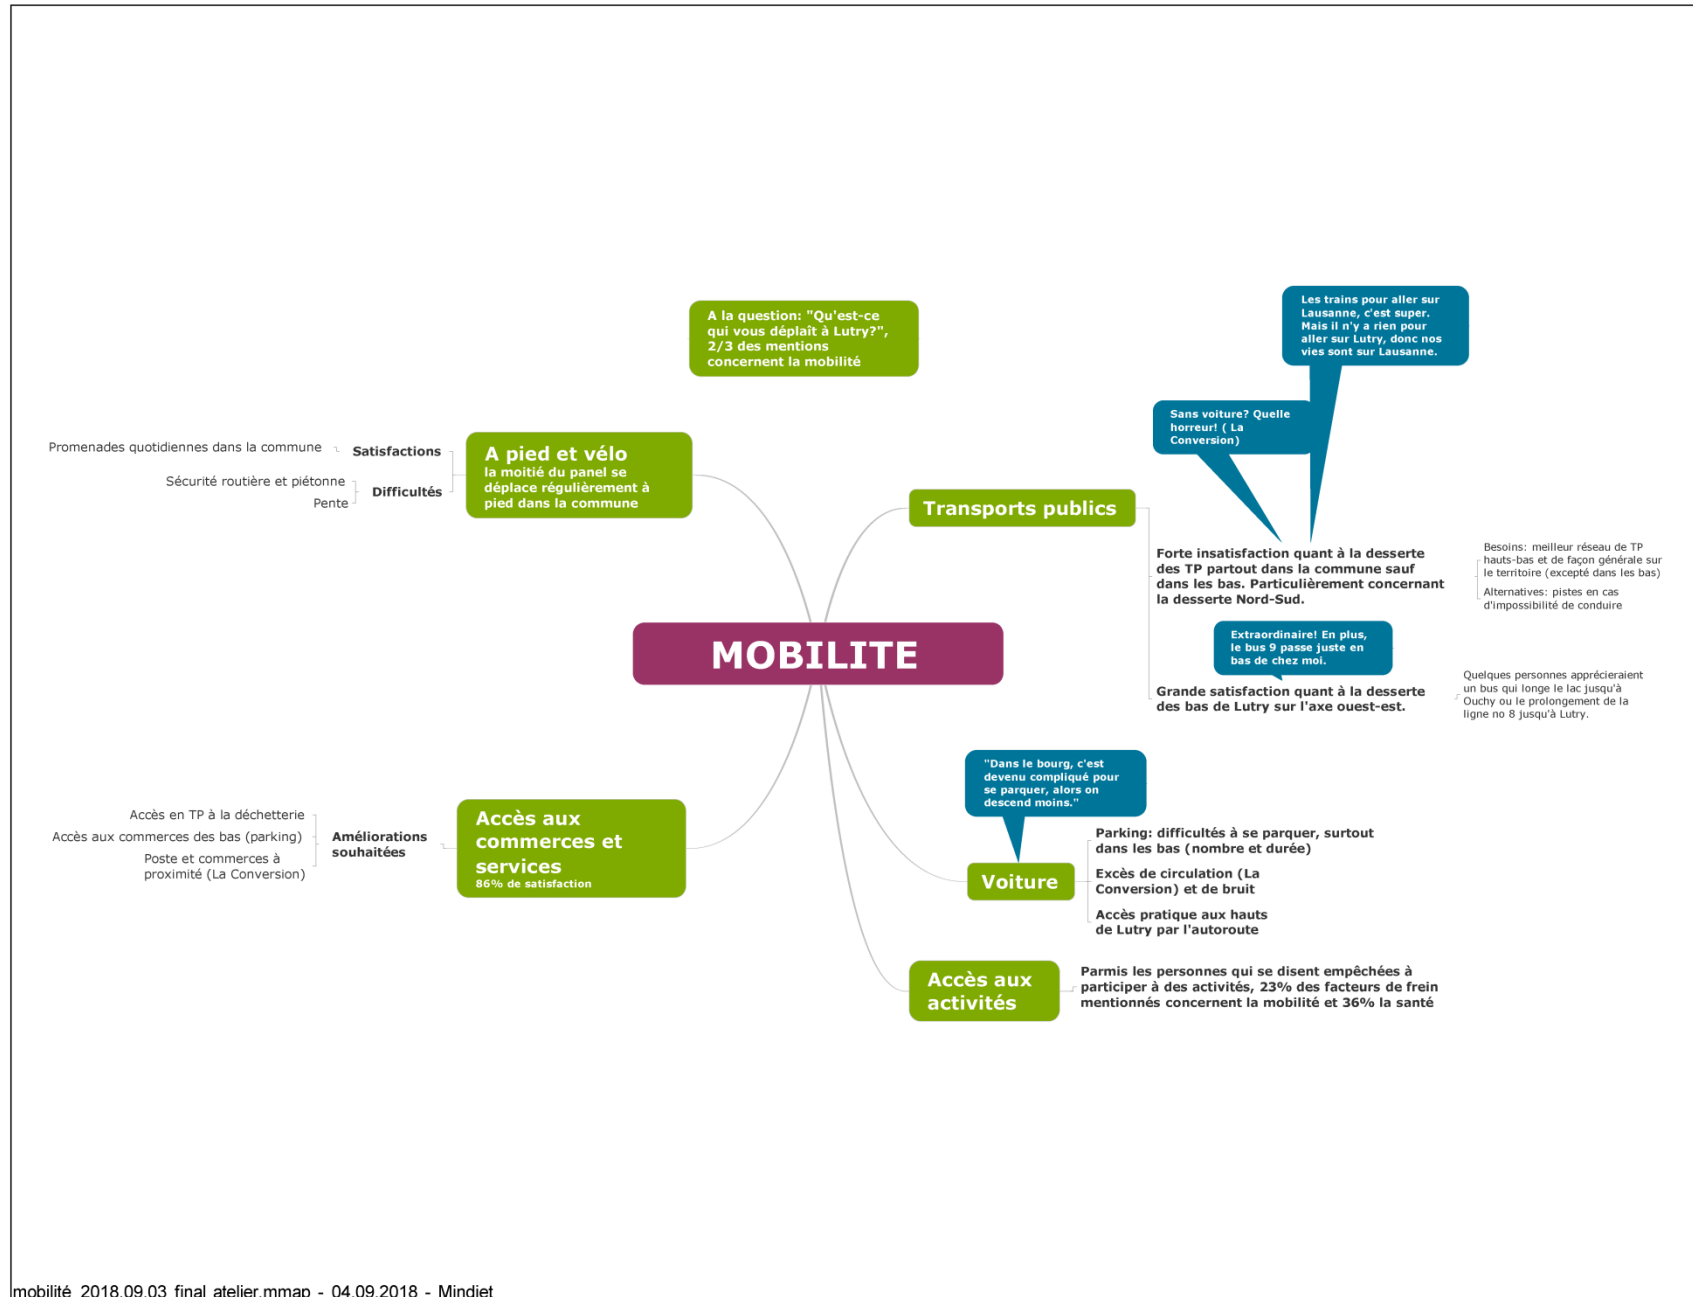 A la question: "Qu'est-ce
qui vous déplaît à Lutry?",
2/3 des mentions
concernent la mobilité
Les trains pour aller sur
Lausanne, c'est super.
Mais il n'y a rien pour
aller sur Lutry, donc nos
vies sont sur Lausanne.
Sans voiture? Quelle
horreur! ( La
Conversion)
A pied et vélo
la moitié du panel se
déplace régulièrement à
pied dans la commune
Satisfactions
Promenades quotidiennes dans la commune
Difficultés
Sécurité routière et piétonne
Pente
Transports publics
Forte insatisfaction quant à la desserte
des TP partout dans la commune sauf
dans les bas. Particulièrement concernant
la desserte Nord-Sud.
Besoins: meilleur réseau de TP
hauts-bas et de façon générale sur
le territoire (excepté dans les bas)
Alternatives: pistes en cas
d'impossibilité de conduire
MOBILITE
Extraordinaire! En plus,
le bus 9 passe juste en
bas de chez moi.
Grande satisfaction quant à la desserte
des bas de Lutry sur l'axe ouest-est.
Quelques personnes apprécieraient
un bus qui longe le lac jusqu'à
Ouchy ou le prolongement de la
ligne no 8 jusqu'à Lutry.
"Dans le bourg, c'est
devenu compliqué pour
se parquer, alors on
descend moins."
Accès aux
commerces et
services
86% de satisfaction
Améliorations
souhaitées
Accès en TP à la déchetterie
Accès aux commerces des bas (parking)
Poste et commerces à
proximité (La Conversion)
Voiture
Parking: difficultés à se parquer, surtout
dans les bas (nombre et durée)
Excès de circulation (La
Conversion) et de bruit
Accès pratique aux hauts
de Lutry par l'autoroute
Accès aux
activités
Parmis les personnes qui se disent empêchées à
participer à des activités, 23% des facteurs de frein
mentionnés concernent la mobilité et 36% la santé
mobilité_2018.09.03_final atelier.mmap - 04.09.2018 - Mindjet